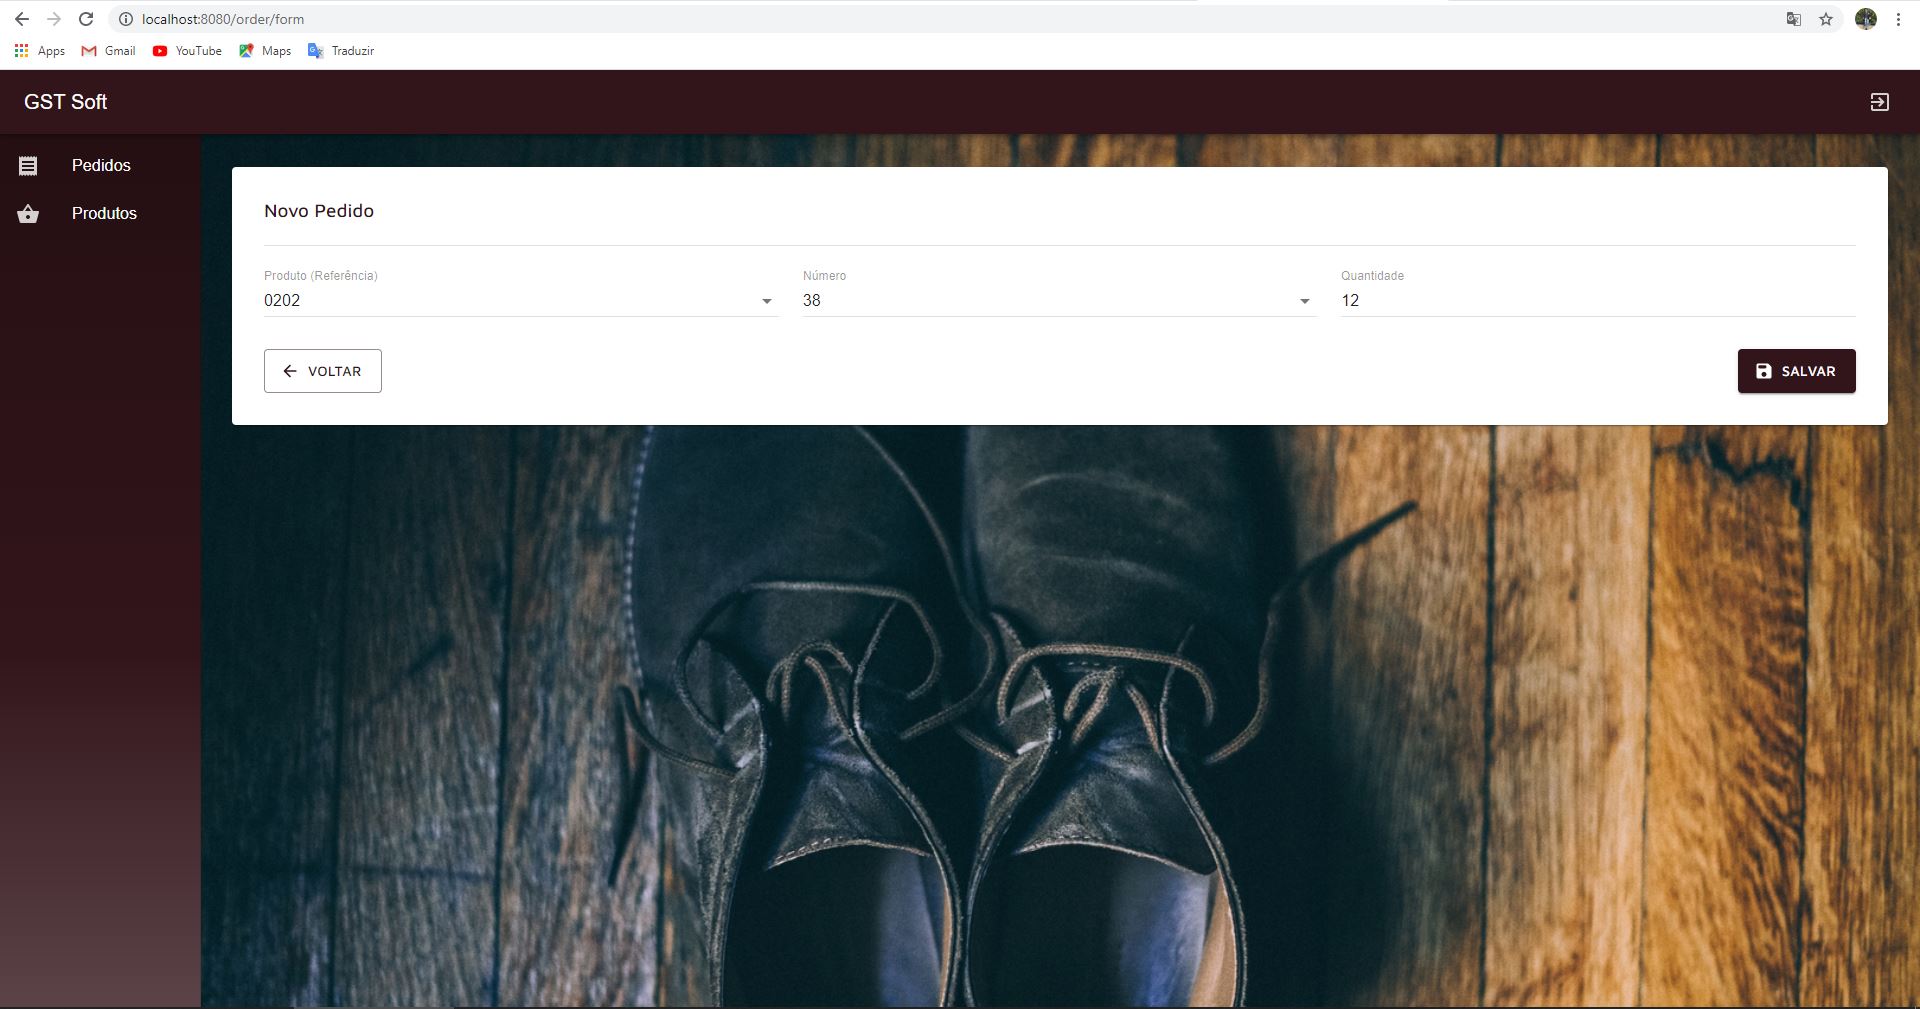 localhost:8080/order/form
Apps Gmail YouTube Maps Traduzir
GST Soft
Pedidos
Produtos
Novo Pedido
Produto (Referência) Número Quantidade
0202 38 12
VOLTAR SALVAR